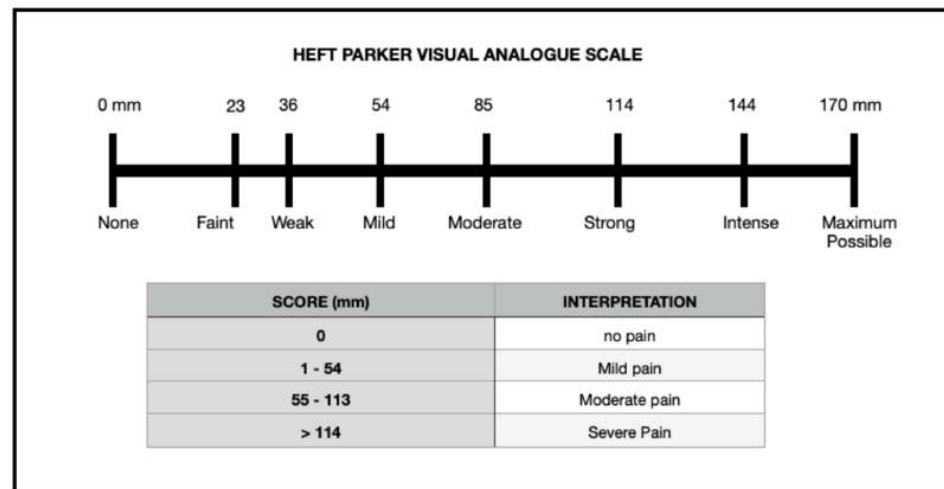 HEFT PARKER VISUAL ANALOGUE SCALE
0 mm 23 36 54 85 114 144 170 mm
None Faint Weak Mild Moderate Strong Intense Maximum
Possible
SCORE (mm) INTERPRETATION
0 no pain
1 - 54 Mild pain
55 - 113 Moderate pain
> 114 Severe Pain